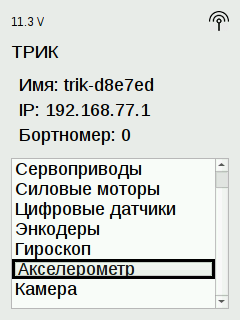 11.3 V
ТРИК
Имя: trik-d8e7ed
IP: 192.168.77.1
Бортномер: 0
Сервоприводы
Силовые моторы
Цифровые датчики
Энкодеры
Гироскоп
Акселерометр
Камера